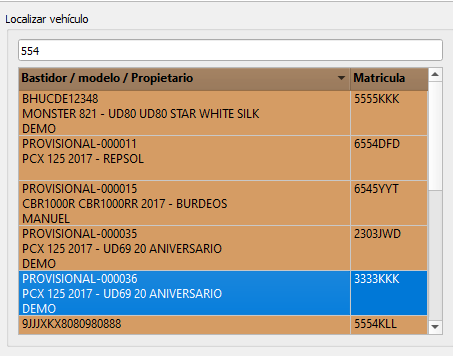 Localizar vehículo
554
Bastidor / modelo / Propietario Matricula
BHUCDE12348 5555KKK
MONSTER 821 - UD80 UD80 STAR WHITE SILK
DEMO
PROVISIONAL-000011 6554DFD
PCX 125 2017 - REPSOL
PROVISIONAL-000015 6545YYT
CBR1000R CBR1000RR 2017 - BURDEOS
MANUEL
PROVISIONAL-000035 2303JWD
PCX 125 2017 - UD69 20 ANIVERSARIO
DEMO
PROVISIONAL-000036 3333KKK
PCX 125 2017 - UD69 20 ANIVERSARIO
DEMO
9JJJXKX8080980888 5554KLL